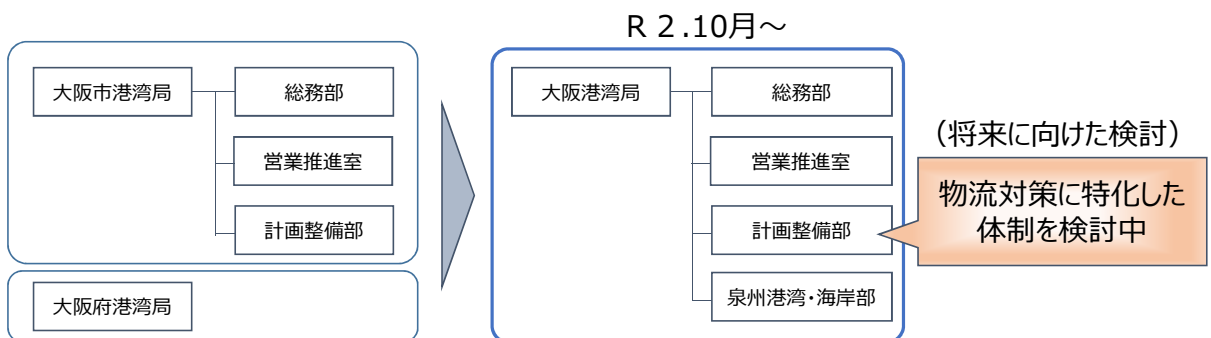 R 2.10月~
大阪市港湾局
総務部
営業推進室
計画整備部
大阪府港湾局
大阪港湾局
総務部
営業推進室
計画整備部
泉州港湾・海岸部
(将来に向けた検討)
物流対策に特化した
体制を検討中